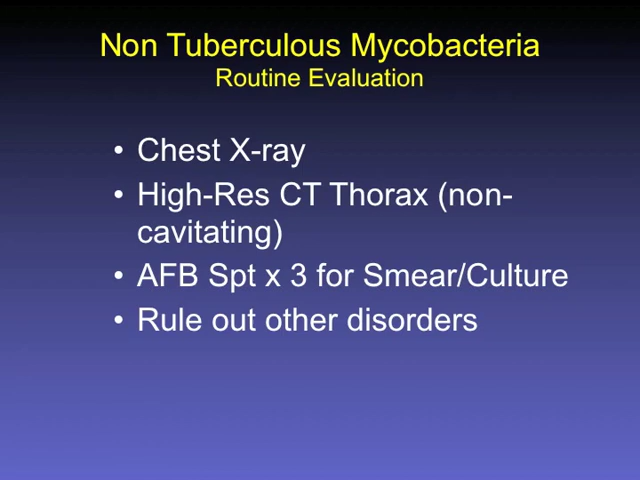 Non Tuberculous Mycobacteria
Routine Evaluation
• Chest X-ray
• High-Res CT Thorax (non-
cavitating)
• AFB Spt x 3 for Smear/Culture
• Rule out other disorders